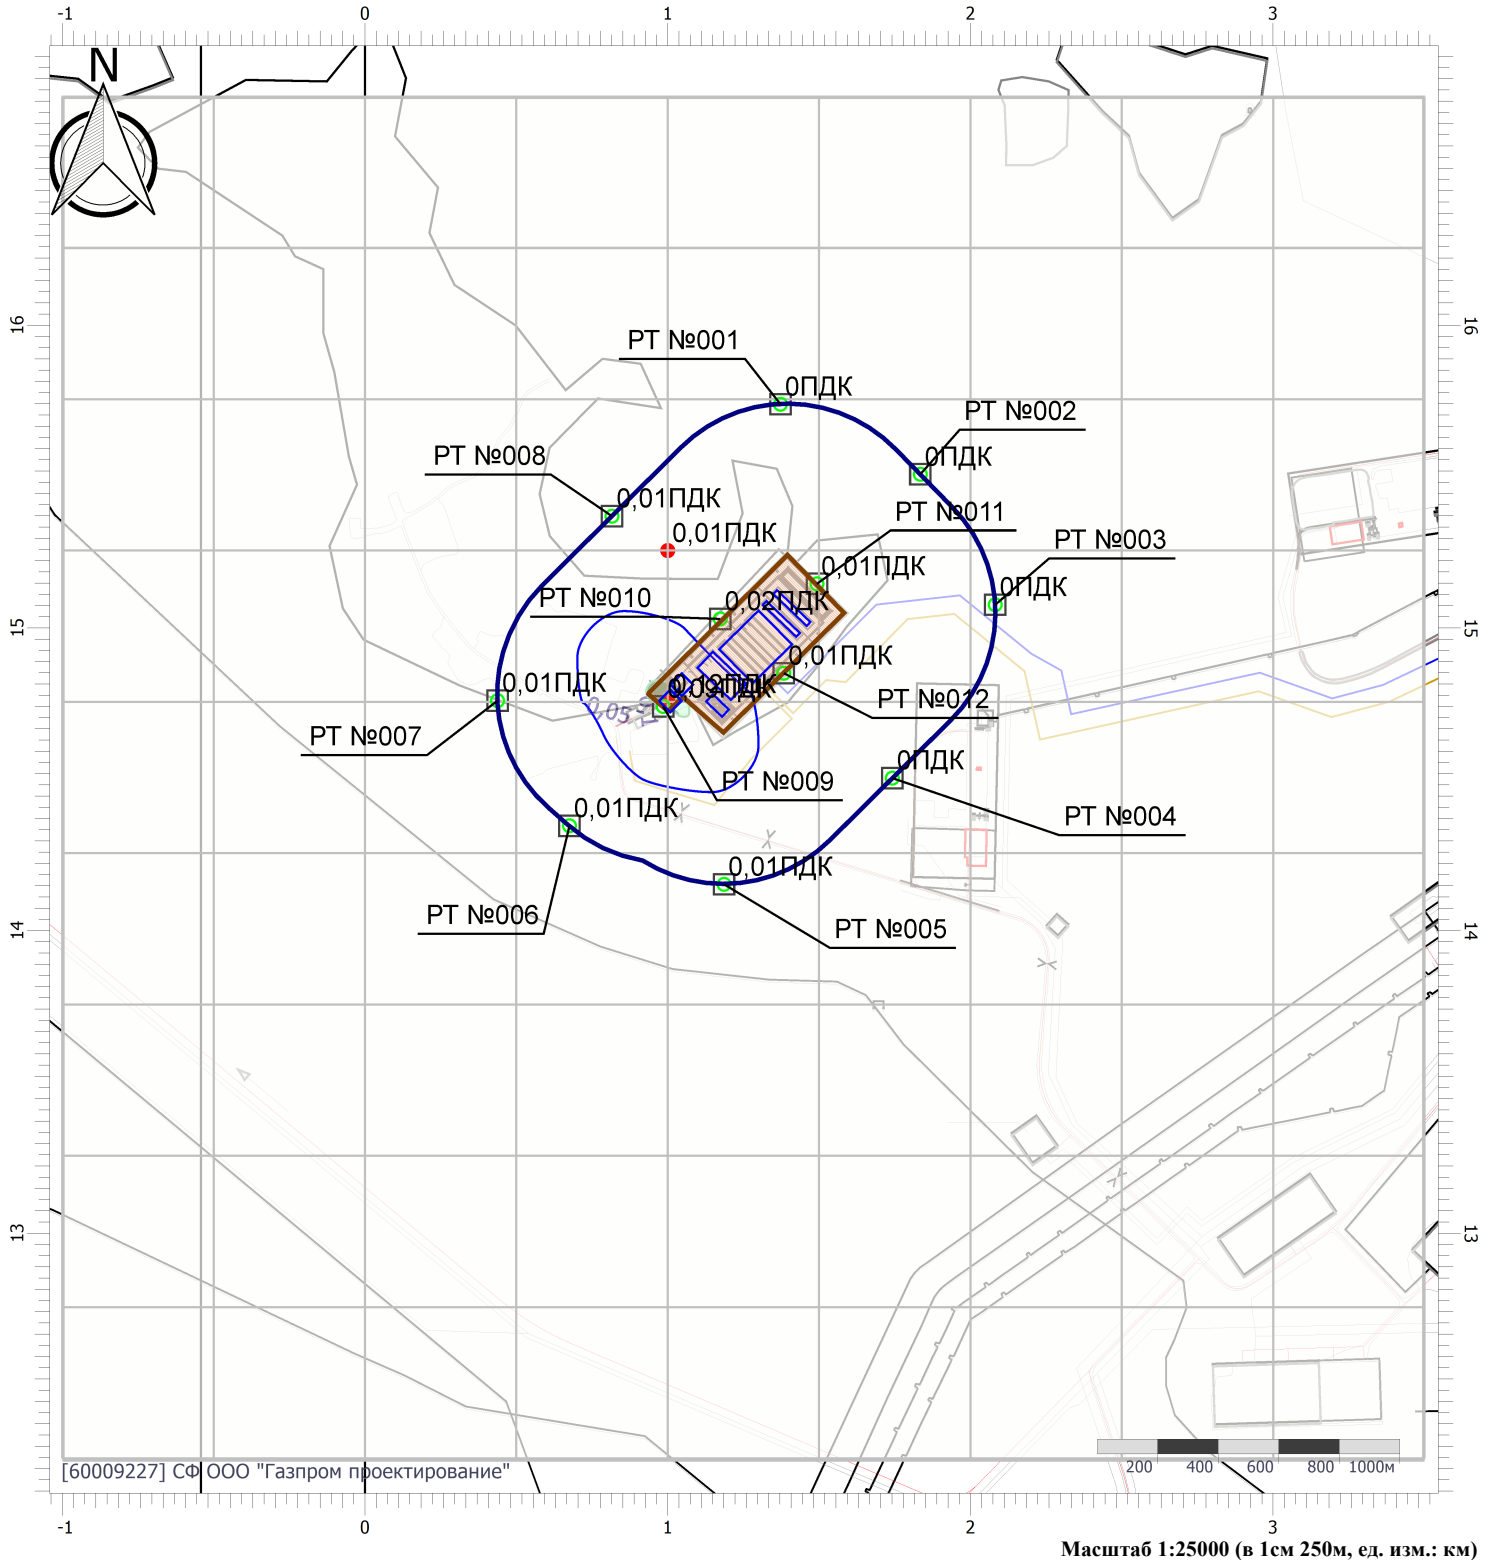 -1 0 1 2 3
N
16 16
РТ №001
0ПДК
РТ №002
0ПДК
РТ №008
0,01ПДК
РТ №011
0,01ПДК
РТ №003
0,01ПДК
0ПДК
РТ №010
0,02ПДК
15 15
0,01ПДК
0,01ПДК
РТ №012
0,05
РТ №007
0ПДК
РТ №009
0,01ПДК
РТ №004
0,01ПДК
РТ №006
РТ №005
14 14
13 13
[60009227] СФ ООО "Газпром проектирование"
200 400 600 800 1000м
-1 0 1 2 3
Масштаб 1:25000 (в 1см 250м, ед. изм.: км)